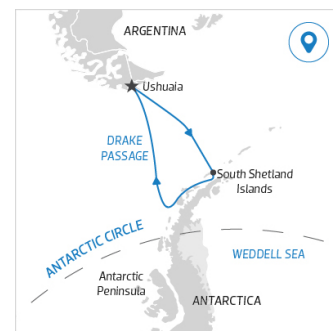 ARGENTINA
Ushuaia
DRAKE
PASSAGE
South Shetland
Islands
ANTARCTIC CIRCLE
WEDDELL SEA
Antarctic
Peninsula
ANTARCTICA